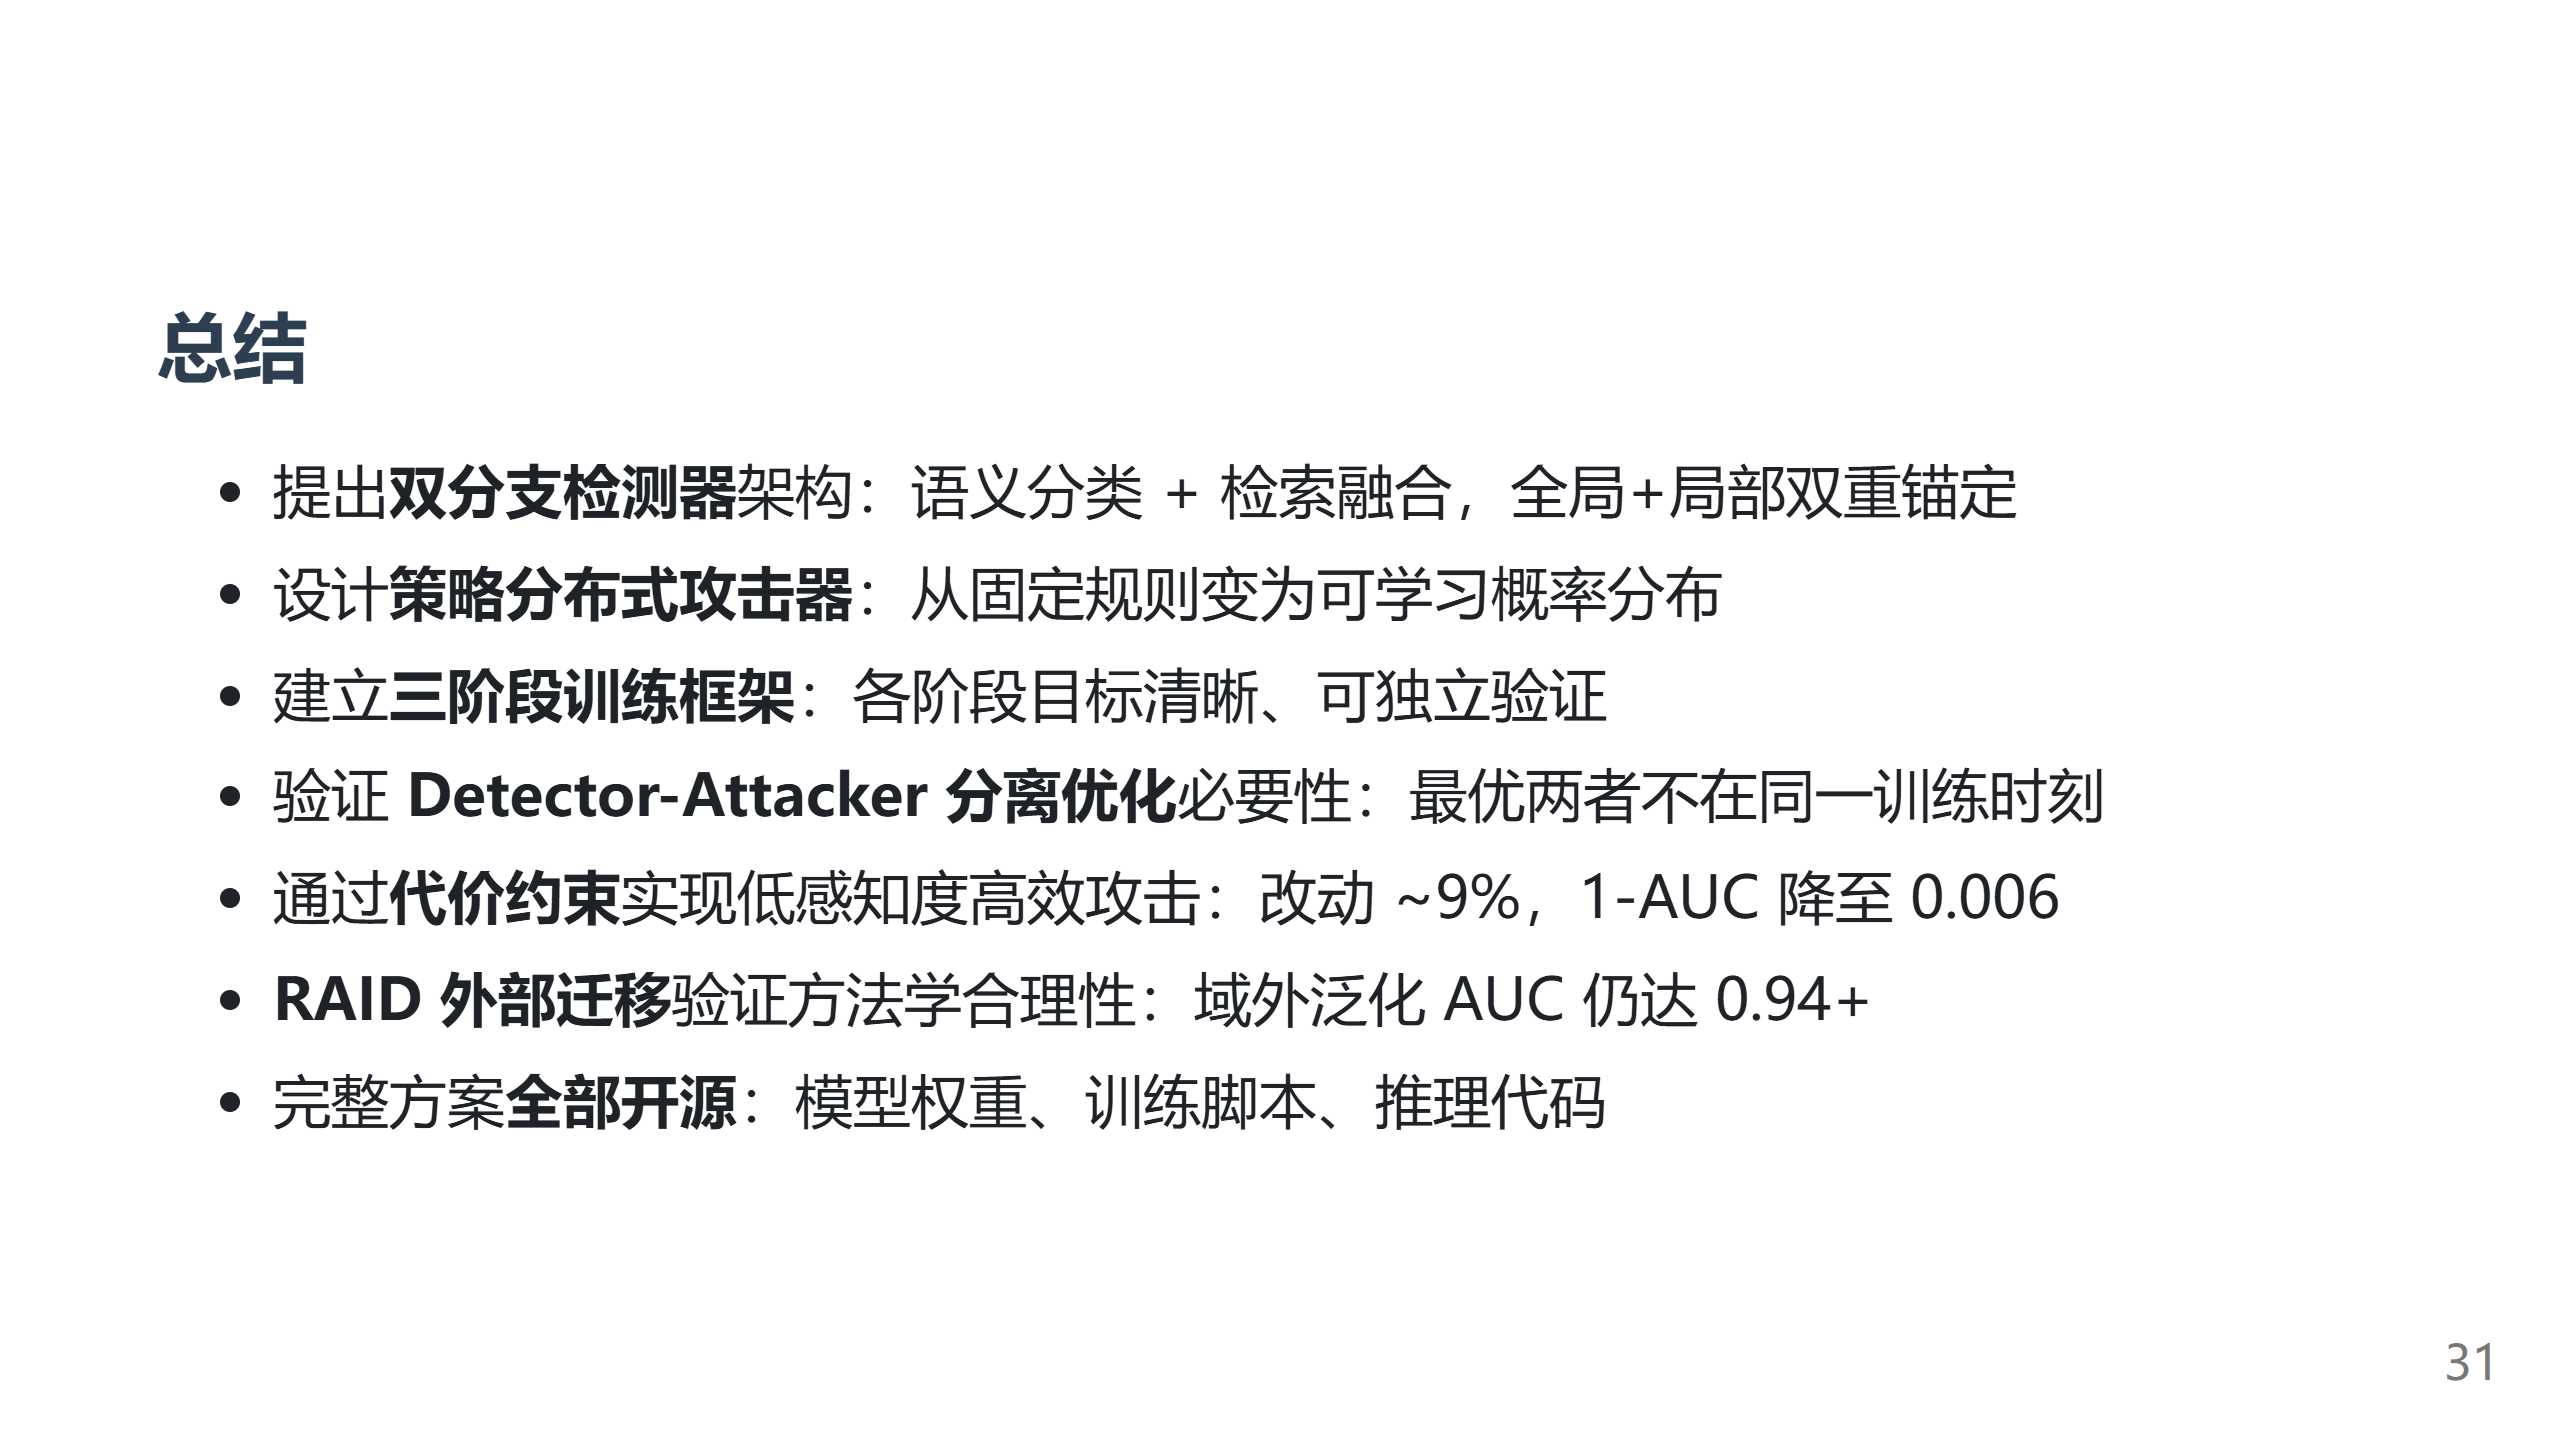 总结
• 提出双分支检测器架构：语义分类 + 检索融合，全局+局部双重锚定
• 设计策略分布式攻击器：从固定规则变为可学习概率分布
• 建立三阶段训练框架：各阶段目标清晰、可独立验证
• 验证 Detector-Attacker 分离优化必要性：最优两者不在同一训练时刻
• 通过代价约束实现低感知度高效攻击：改动 ~9%，1-AUC 降至 0.006
• RAID 外部迁移验证方法学合理性：域外泛化 AUC 仍达 0.94+
• 完整方案全部开源：模型权重、训练脚本、推理代码
31